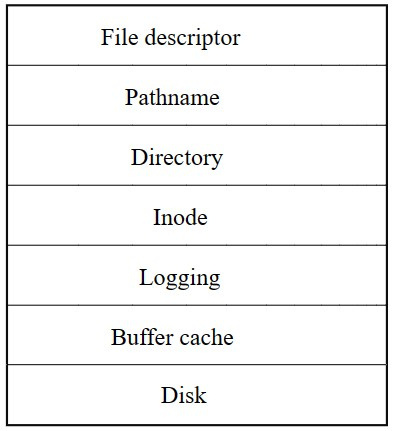 File descriptor
Pathname
Directory
Inode
Logging
Buffer cache
Disk